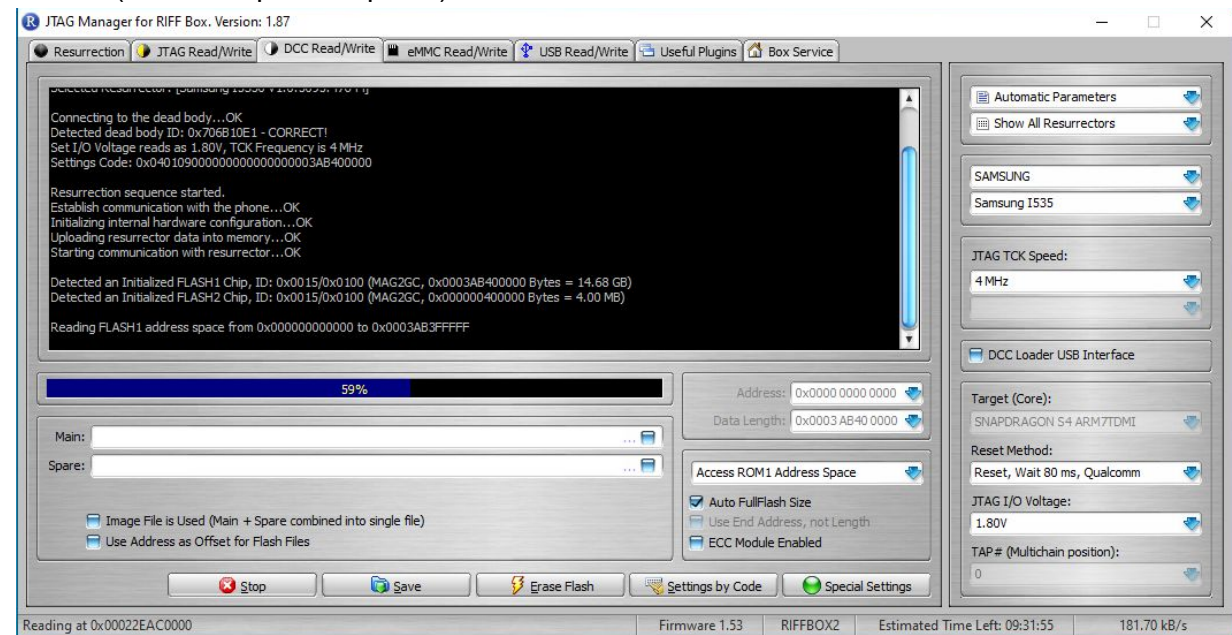 JTAG Manager for RIFF Box. Version: 1.87
Resurrection JTAG Read/Write DCC Read/Write eMMC Read/Write USB Read/Write Useful Plugins Box Service
Connecting to the dead body...OK
Detected dead body ID: 0x706B10E1 - CORRECT!
Set I/O Voltage reads as 1.80V, TCK Frequency is 4 MHz
Settings Code: 0x040109000000000000000003AB400000
Resurrection sequence started.
Establish communication with the phone...OK
Initializing internal hardware configuration...OK
Uploading resurrector data into memory...OK
Starting communication with resurrector...OK
Detected an Initialized FLASH1 Chip, ID: 0x0015/0x0100 (MAG2GC, 0x0003AB400000 Bytes = 14.68 GB)
Detected an Initialized FLASH2 Chip, ID: 0x0015/0x0100 (MAG2GC, 0x000000400000 Bytes = 4.00 MB)
Reading FLASH1 address space from 0x000000000000 to 0x0003AB3FFFFF
59%
Main:
...
Spare:
...
Image File is Used (Main + Spare combined into single file)
Use Address as Offset for Flash Files
Address: 0x0000 0000 0000
Data Length: 0x0003 AB40 0000
Access ROM1 Address Space
Auto FullFlash Size
Use End Address, not Length
ECC Module Enabled
Stop Save Erase Flash Settings by Code Special Settings
Automatic Parameters
Show All Resurrectors
SAMSUNG
Samsung I535
JTAG TCK Speed:
4 MHz
DCC Loader USB Interface
Target (Core):
SNAPDRAGON S4 ARM7TDMI
Reset Method:
Reset, Wait 80 ms, Qualcomm
JTAG I/O Voltage:
1.80V
TAP# (Multichain position):
0
Reading at 0x00022EAC0000 Firmware 1.53 RIFFBOX2 Estimated Time Left: 09:31:55 181.70 kB/s